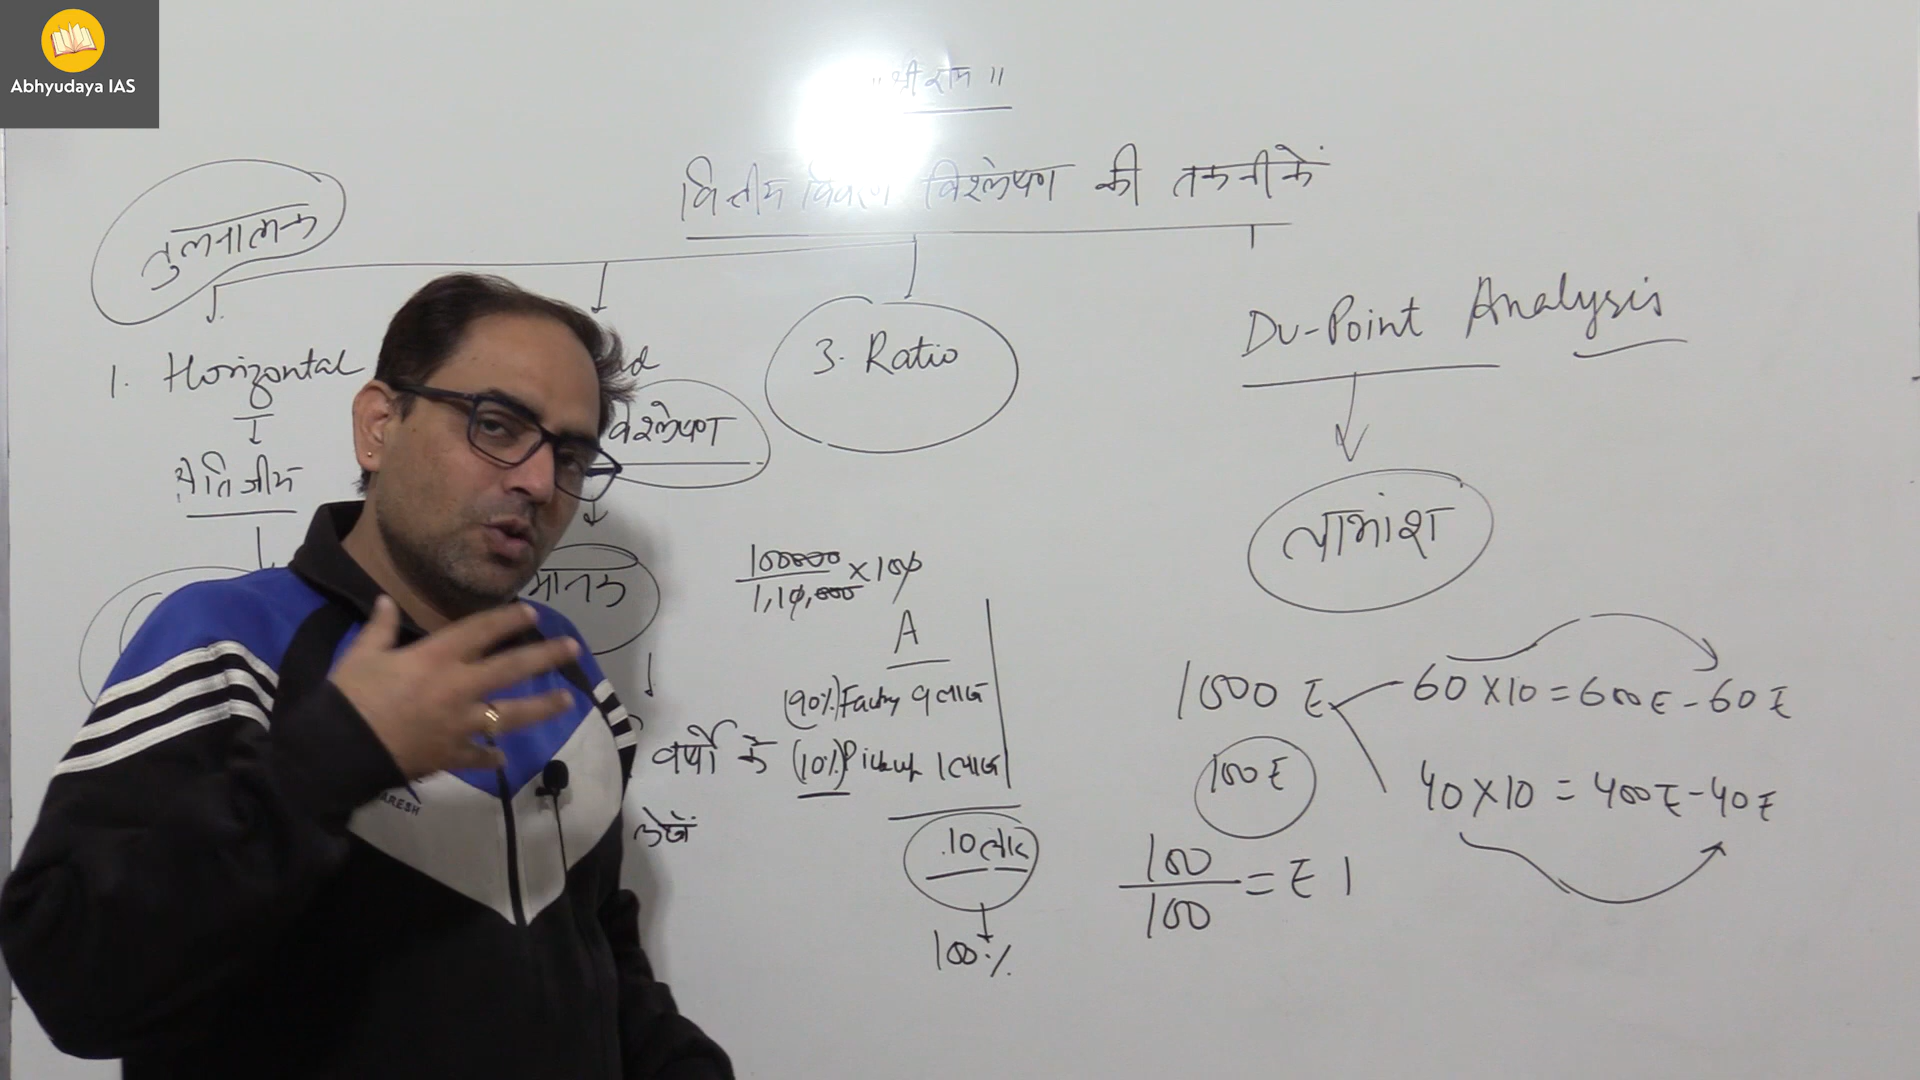 Abhyudaya IAS
"श्री राम"
वित्तीय विवरण विश्लेषण की तकनीकें
तुलनात्मक
1. Horizontal
क्षैतिजीय
विश्लेषण
3. Ratio
Du-Point Analysis
लाभांश
100000
1,10,000 × 100
A
(90%) Factory 9 लाख
वर्षों के (10%) Pickup 1 लाख
लेखों
10 लाख
100%
1000 ₹
60 × 10 = 600₹ - 60 ₹
40 × 10 = 400₹ - 40 ₹
100 ₹
100
100 = ₹ 1
ARESH